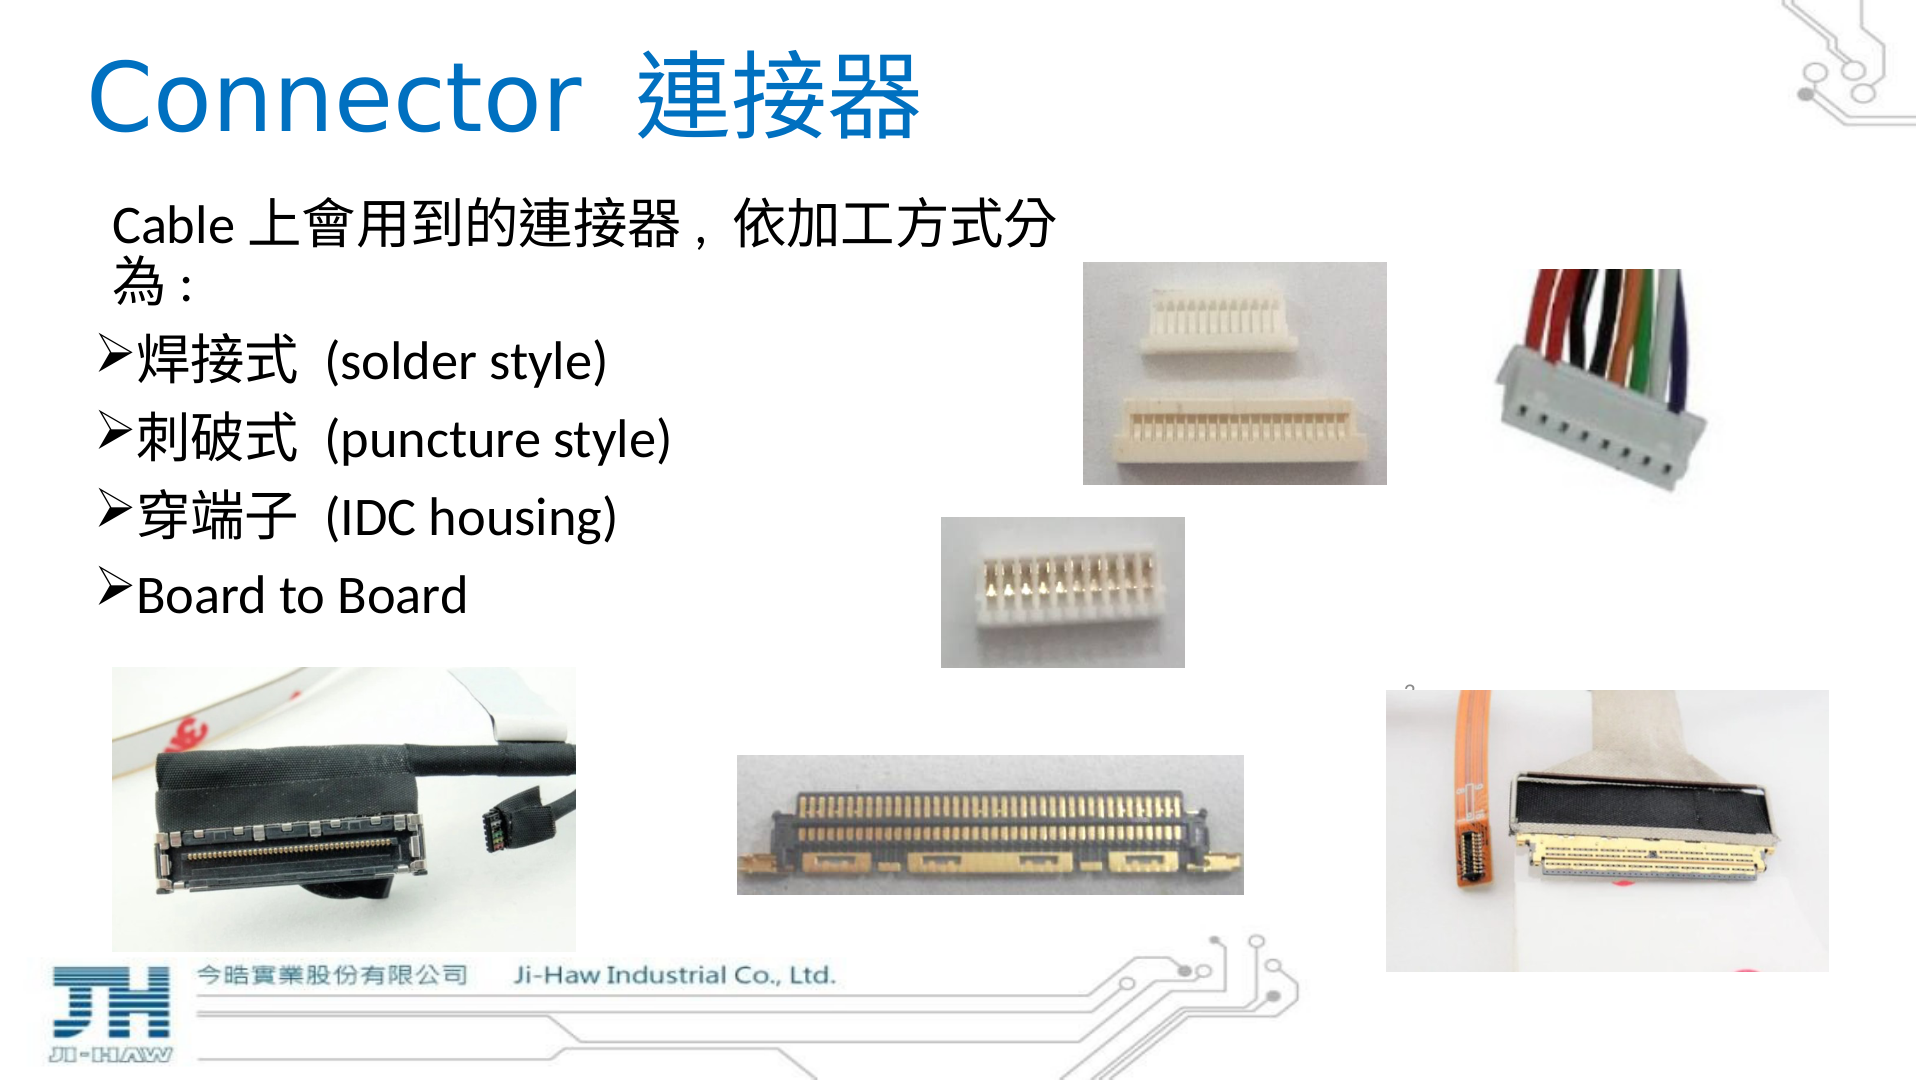 Connector 連接器
Cable 上會用到的連接器 , 依加工方式分
為 :
焊接式 (solder style)
刺破式 (puncture style)
穿端子 (IDC housing)
Board to Board
今皓實業股份有限公司 Ji-Haw Industrial Co., Ltd.
JH
JI-HAW